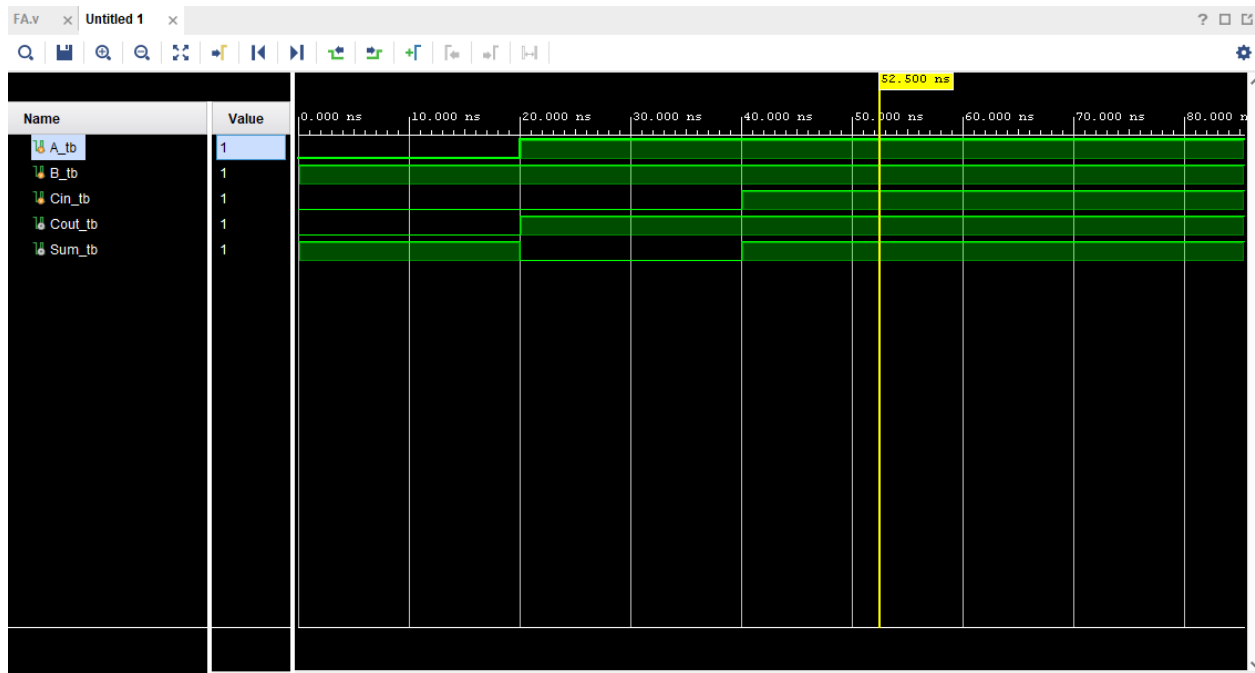 FA.v × Untitled 1 × ?
52.500 ns
Name Value 0.000 ns 10.000 ns 20.000 ns 30.000 ns 40.000 ns 50.000 ns 60.000 ns 70.000 ns 80.000 n
A_tb 1
B_tb 1
Cin_tb 1
Cout_tb 1
Sum_tb 1